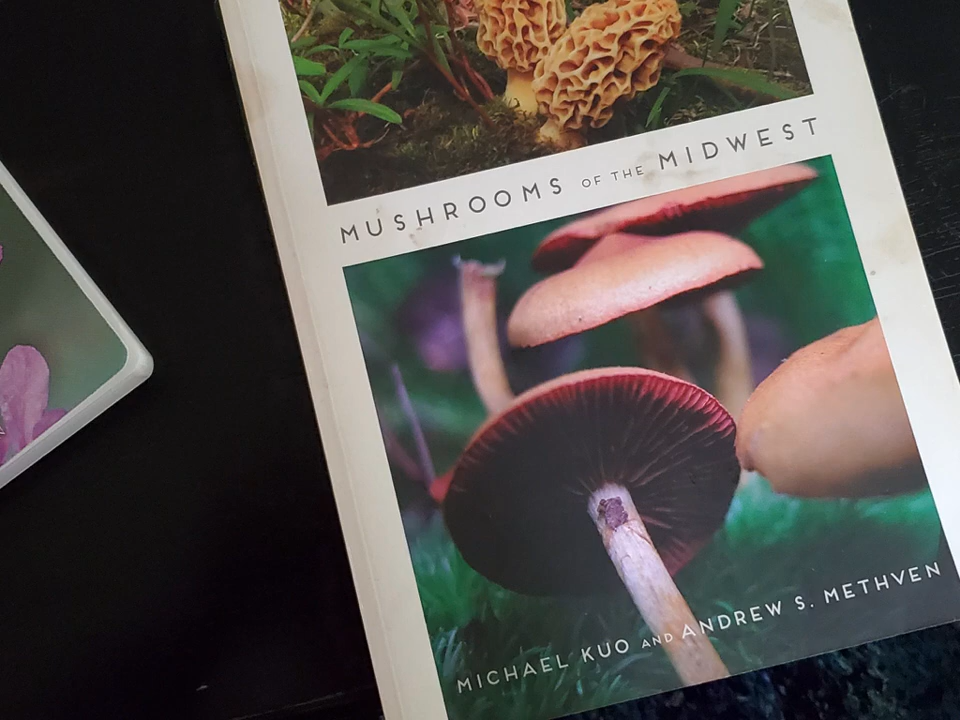 MUSHROOMS OF THE MIDWEST
MICHAEL KUO AND ANDREW S. METHVEN